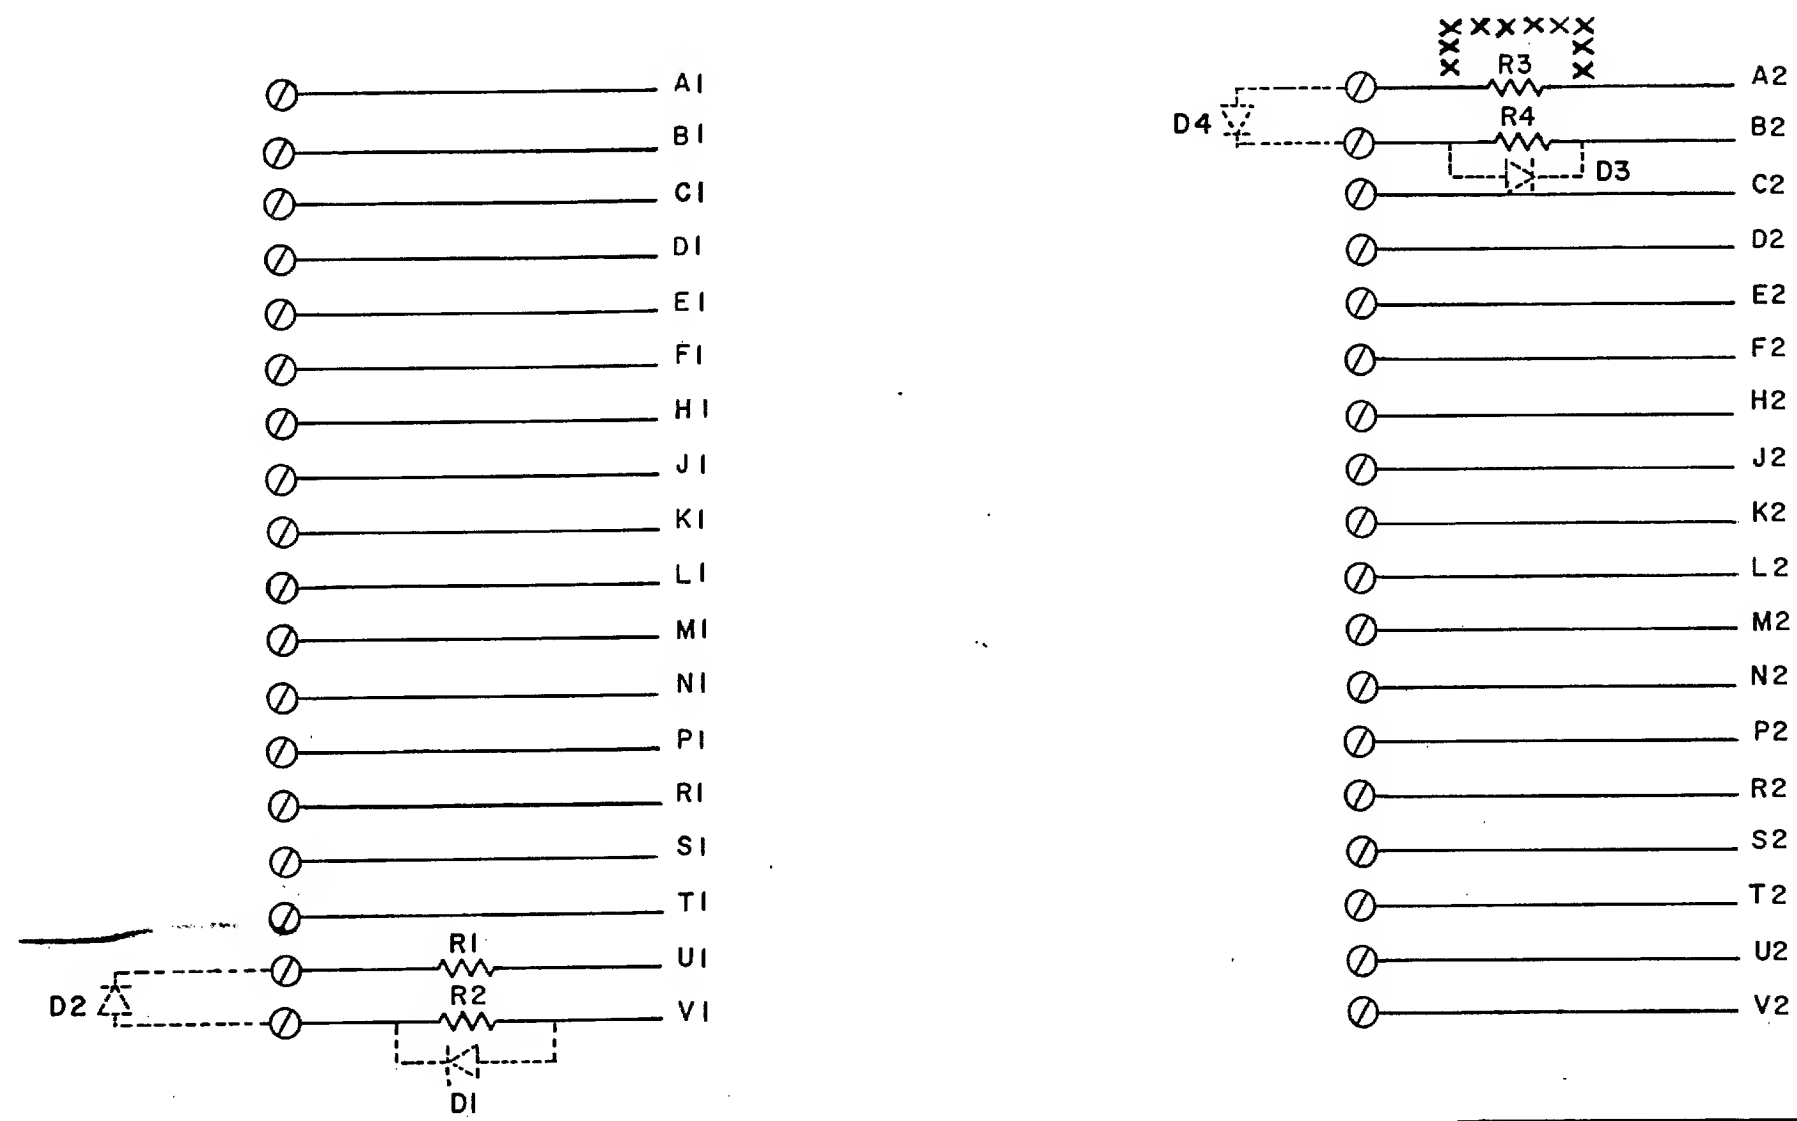 A1
B1
C1
D1
E1
F1
H1
J1
K1
L1
M1
N1
P1
R1
S1
T1
R1
U1
D2
R2
V1
D1
X X X X X X
X X
X R3 X
A2
D4
R4
B2
D3
C2
D2
E2
F2
H2
J2
K2
L2
M2
N2
P2
R2
S2
T2
U2
V2